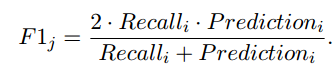 F1_j = \frac{2 \cdot Recall_i \cdot Prediction_i}{Recall_i + Prediction_i}.